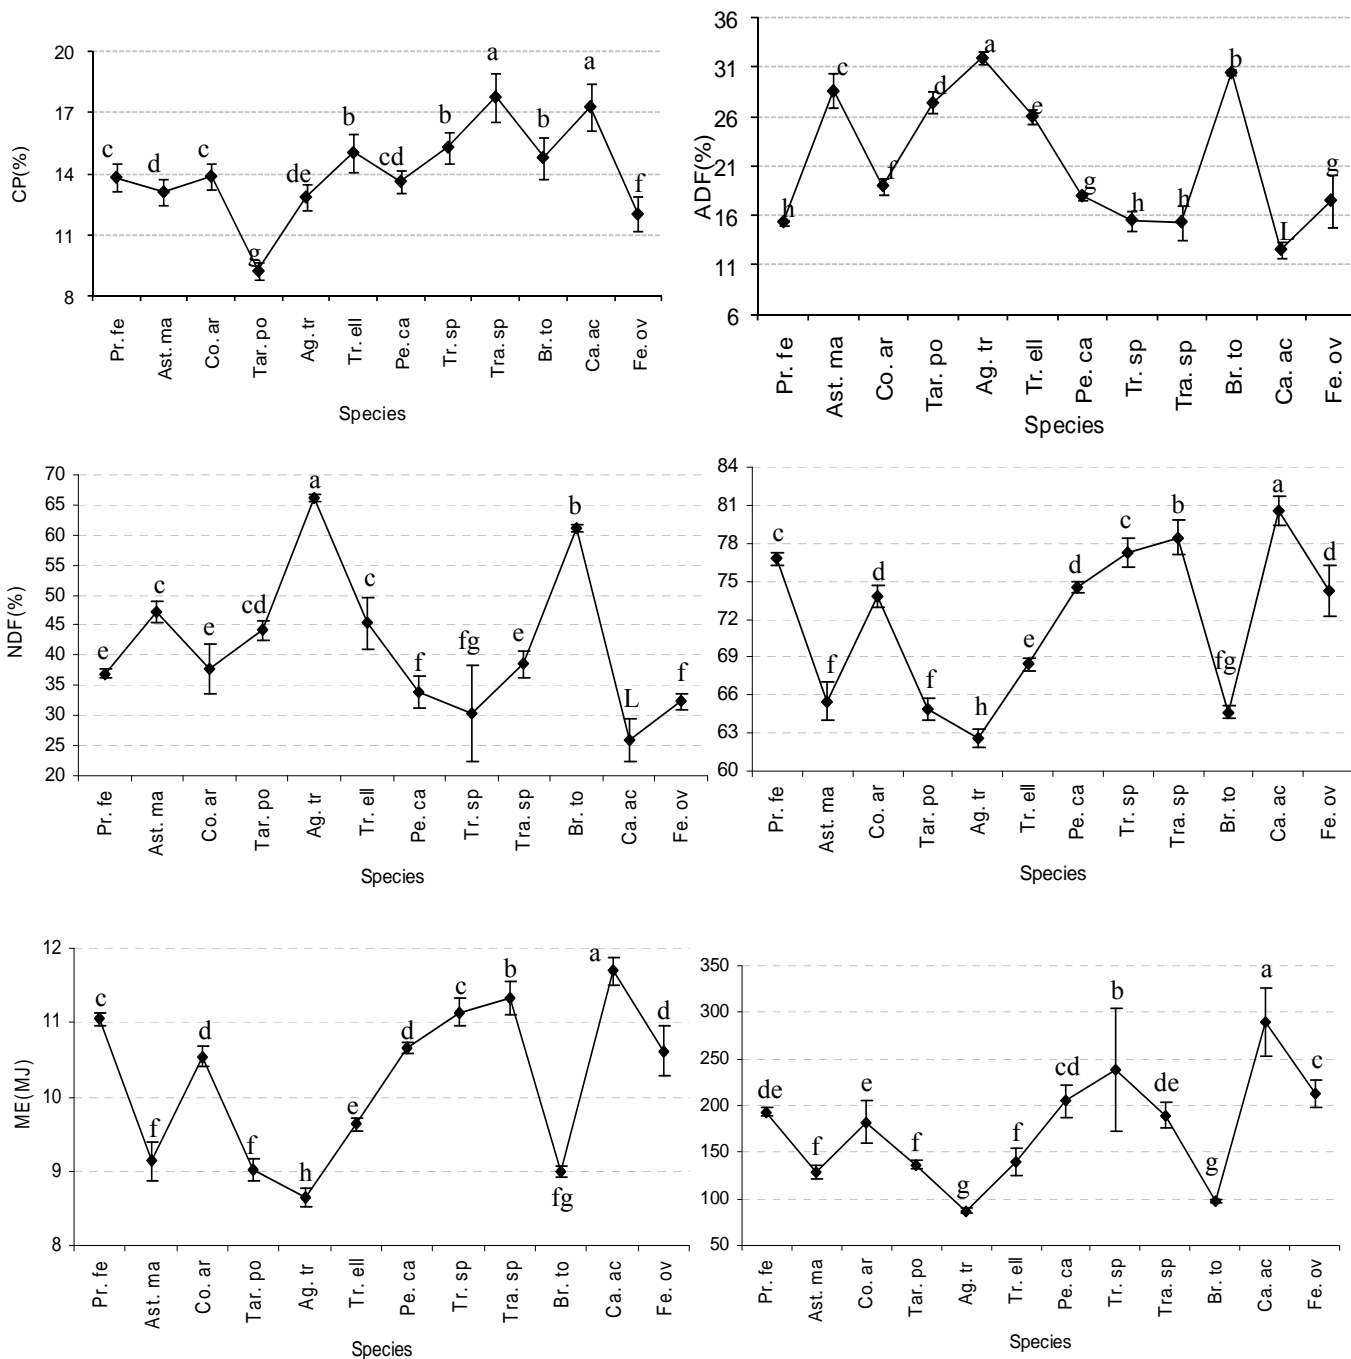 CP(%)
20
17
14
11
8
c
d
c
g
de
b
cd
b
a
b
a
f
Pr. fe
Ast. ma
Co. ar
Tar. po
Ag. tr
Tr. ell
Pe. ca
Tr. sp
Tra. sp
Br. to
Ca. ac
Fe. ov
Species
ADF(%)
36
31
26
21
16
11
6
h
c
f
d
a
e
g
h
h
b
L
g
Pr. fe
Ast. ma
Co. ar
Tar. po
Ag. tr
Tr. ell
Pe. ca
Tr. sp
Tra. sp
Br. to
Ca. ac
Fe. ov
Species
NDF(%)
70
65
60
55
50
45
40
35
30
25
20
e
c
e
cd
a
c
f
fg
e
b
L
f
Pr. fe
Ast. ma
Co. ar
Tar. po
Ag. tr
Tr. ell
Pe. ca
Tr. sp
Tra. sp
Br. to
Ca. ac
Fe. ov
Species
84
81
78
75
72
69
66
63
60
c
f
d
f
h
e
d
c
b
fg
a
d
Pr. fe
Ast. ma
Co. ar
Tar. po
Ag. tr
Tr. ell
Pe. ca
Tr. sp
Tra. sp
Br. to
Ca. ac
Fe. ov
Species
ME(MJ)
12
11
10
9
8
c
f
d
f
h
e
d
c
b
fg
a
d
Pr. fe
Ast. ma
Co. ar
Tar. po
Ag. tr
Tr. ell
Pe. ca
Tr. sp
Tra. sp
Br. to
Ca. ac
Fe. ov
Species
350
300
250
200
150
100
50
de
f
e
f
g
f
cd
b
de
g
a
c
Pr. fe
Ast. ma
Co. ar
Tar. po
Ag. tr
Tr. ell
Pe. ca
Tr. sp
Tra. sp
Br. to
Ca. ac
Fe. ov
Species